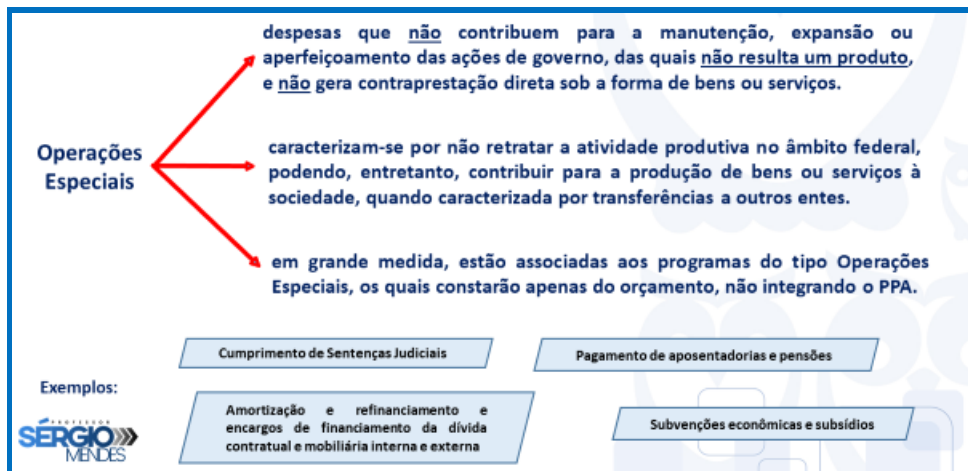 despesas que não contribuem para a manutenção, expansão ou
aperfeiçoamento das ações de governo, das quais não resulta um produto,
e não gera contraprestação direta sob a forma de bens ou serviços.
Operações
Especiais
caracterizam-se por não retratar a atividade produtiva no âmbito federal,
podendo, entretanto, contribuir para a produção de bens ou serviços à
sociedade, quando caracterizada por transferências a outros entes.
em grande medida, estão associadas aos programas do tipo Operações
Especiais, os quais constarão apenas do orçamento, não integrando o PPA.
Exemplos:
Cumprimento de Sentenças Judiciais
Pagamento de aposentadorias e pensões
Amortização e refinanciamento e
encargos de financiamento da dívida
contratual e mobiliária interna e externa
Subvenções econômicas e subsídios
PROFESSOR
SÉRGIO
MENDES